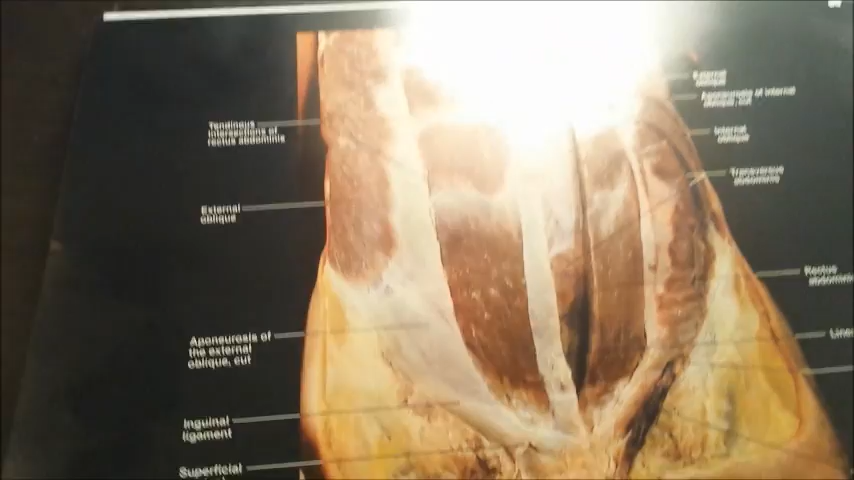 Tendinous
intersections of
rectus abdominis
External
oblique
Aponeurosis of
the external
oblique, cut
Inguinal
ligament
Superficial
External
oblique
Aponeurosis of internal
oblique, cut
Internal
oblique
Transversus
abdominis
Rectus
abdominis